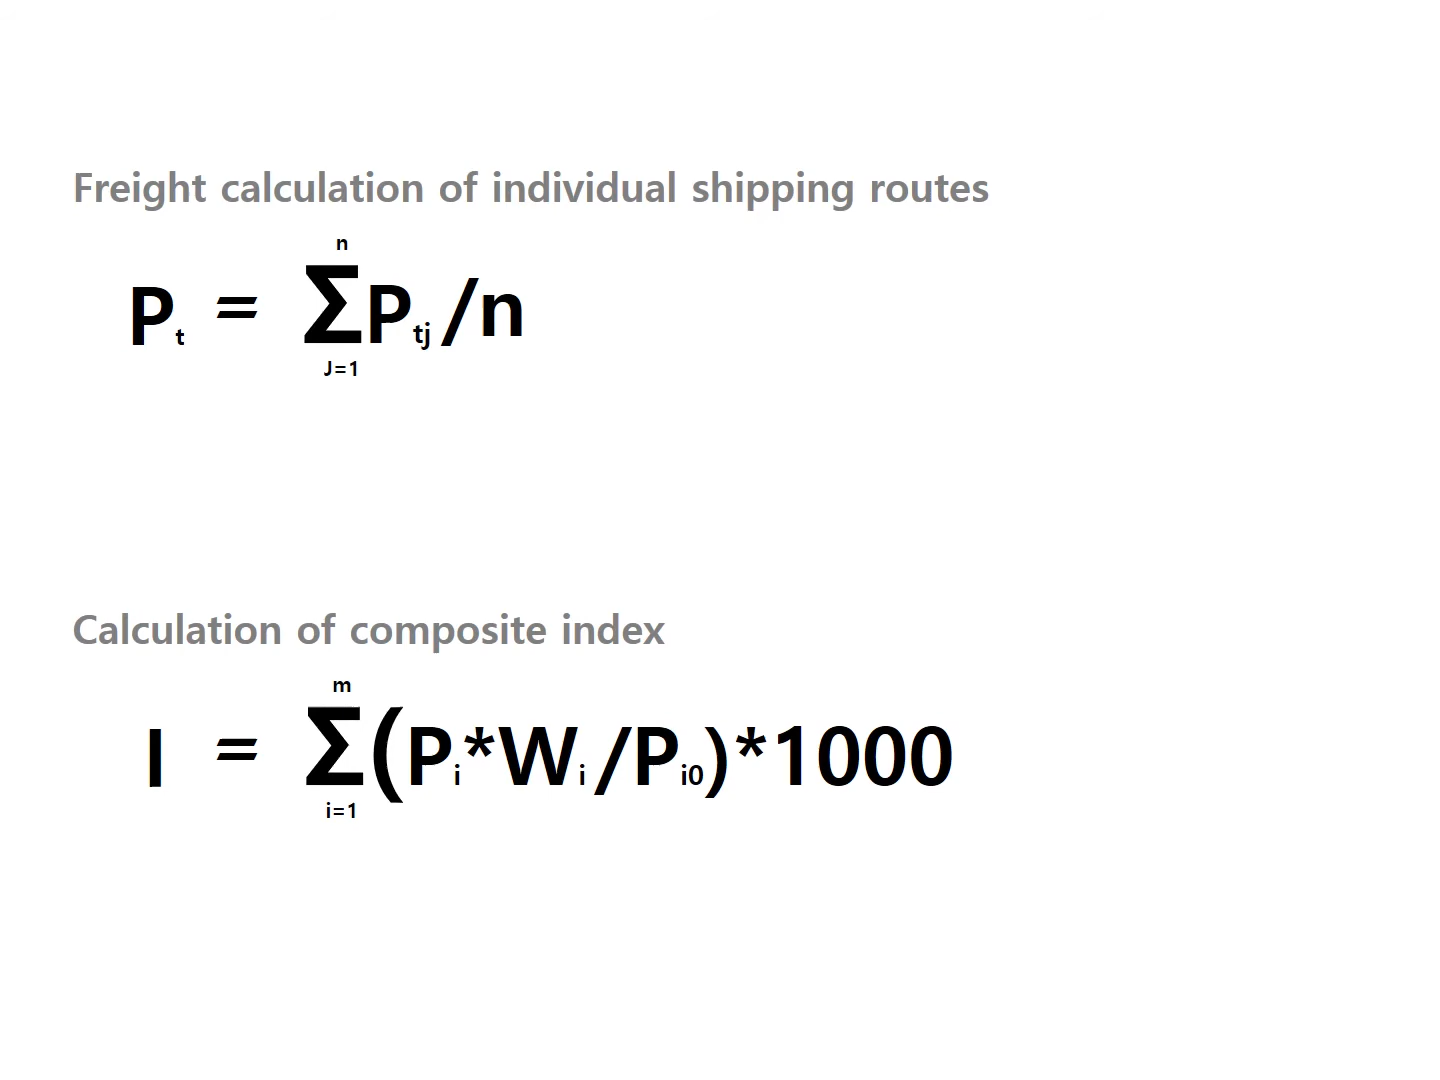 Freight calculation of individual shipping routes
n
Pt = ΣPtj/n
J=1
Calculation of composite index
m
I = Σ(Pi*Wi/Pi0)*1000
i=1